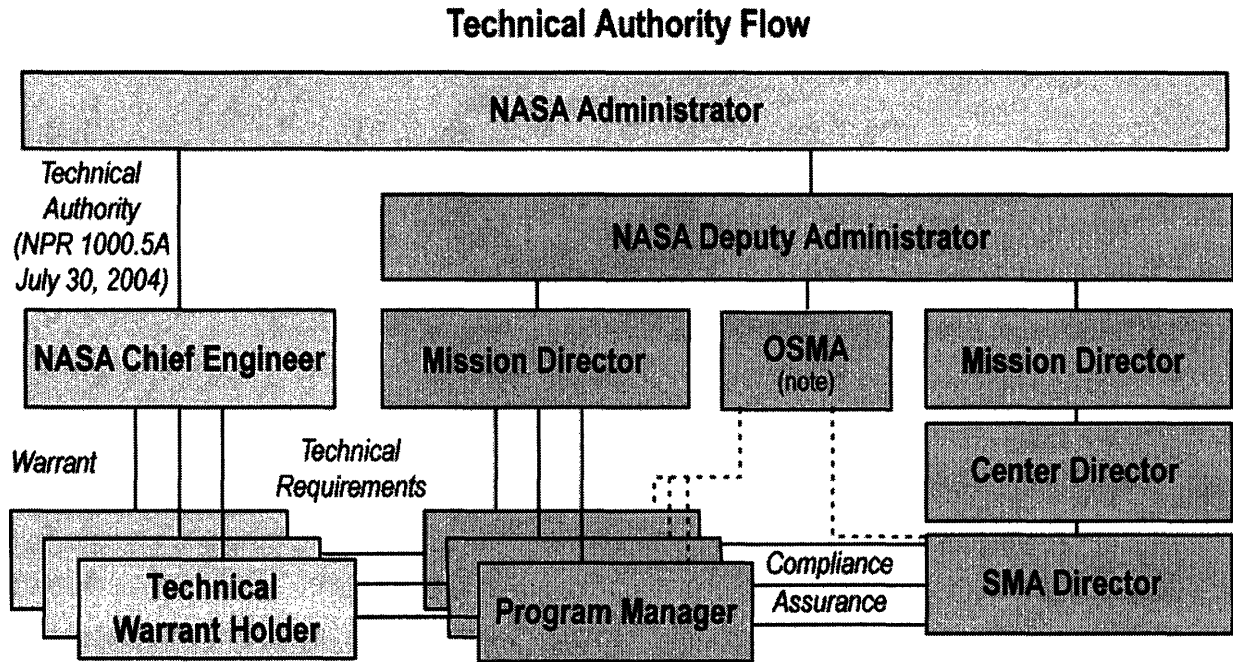 Technical Authority Flow
NASA Administrator
Technical
Authority
(NPR 1000.5A
July 30, 2004)
NASA Deputy Administrator
NASA Chief Engineer
Mission Director
OSMA
(note)
Mission Director
Warrant
Technical
Requirements
Center Director
Technical
Warrant Holder
Program Manager
Compliance
Assurance
SMA Director